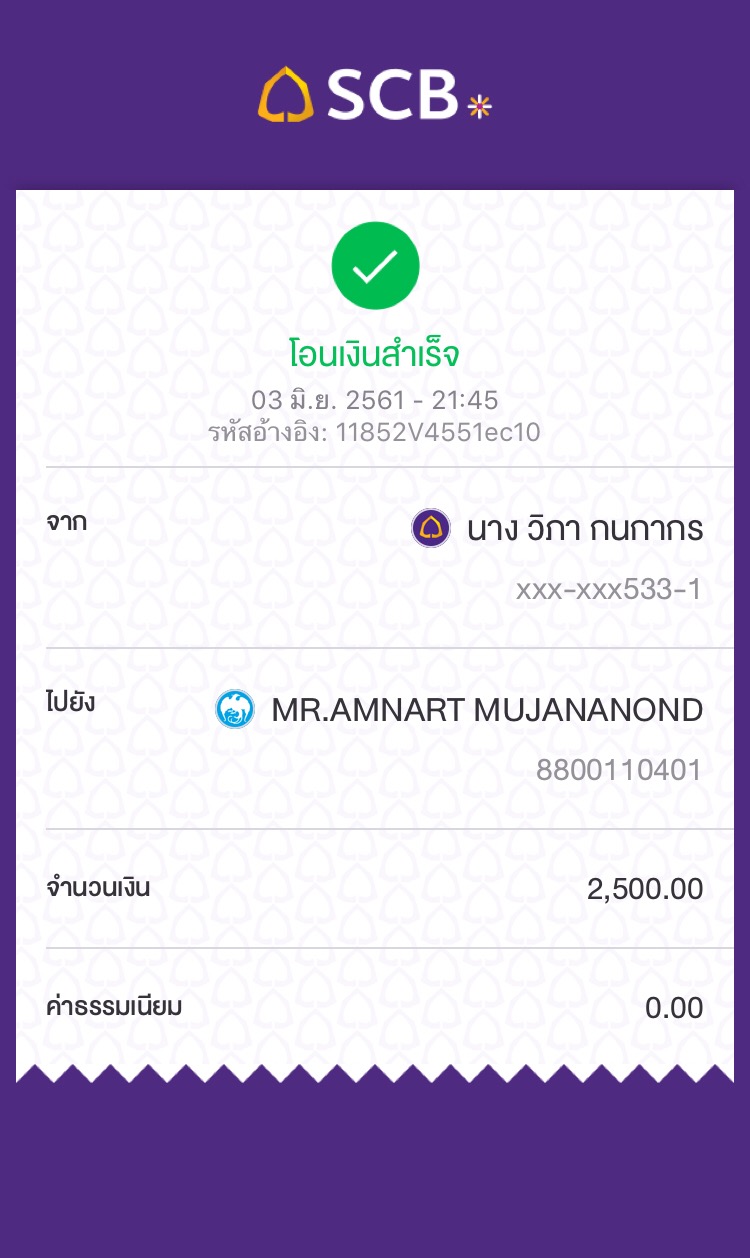 SCB
โอนเงินสำเร็จ
03 มิ.ย. 2561 - 21:45
รหัสอ้างอิง: 11852V4551ec10
จาก
นาง วิภา กนกากร
xxx-xxx533-1
ไปยัง
MR.AMNART MUJANANOND
8800110401
จำนวนเงิน
2,500.00
ค่าธรรมเนียม
0.00